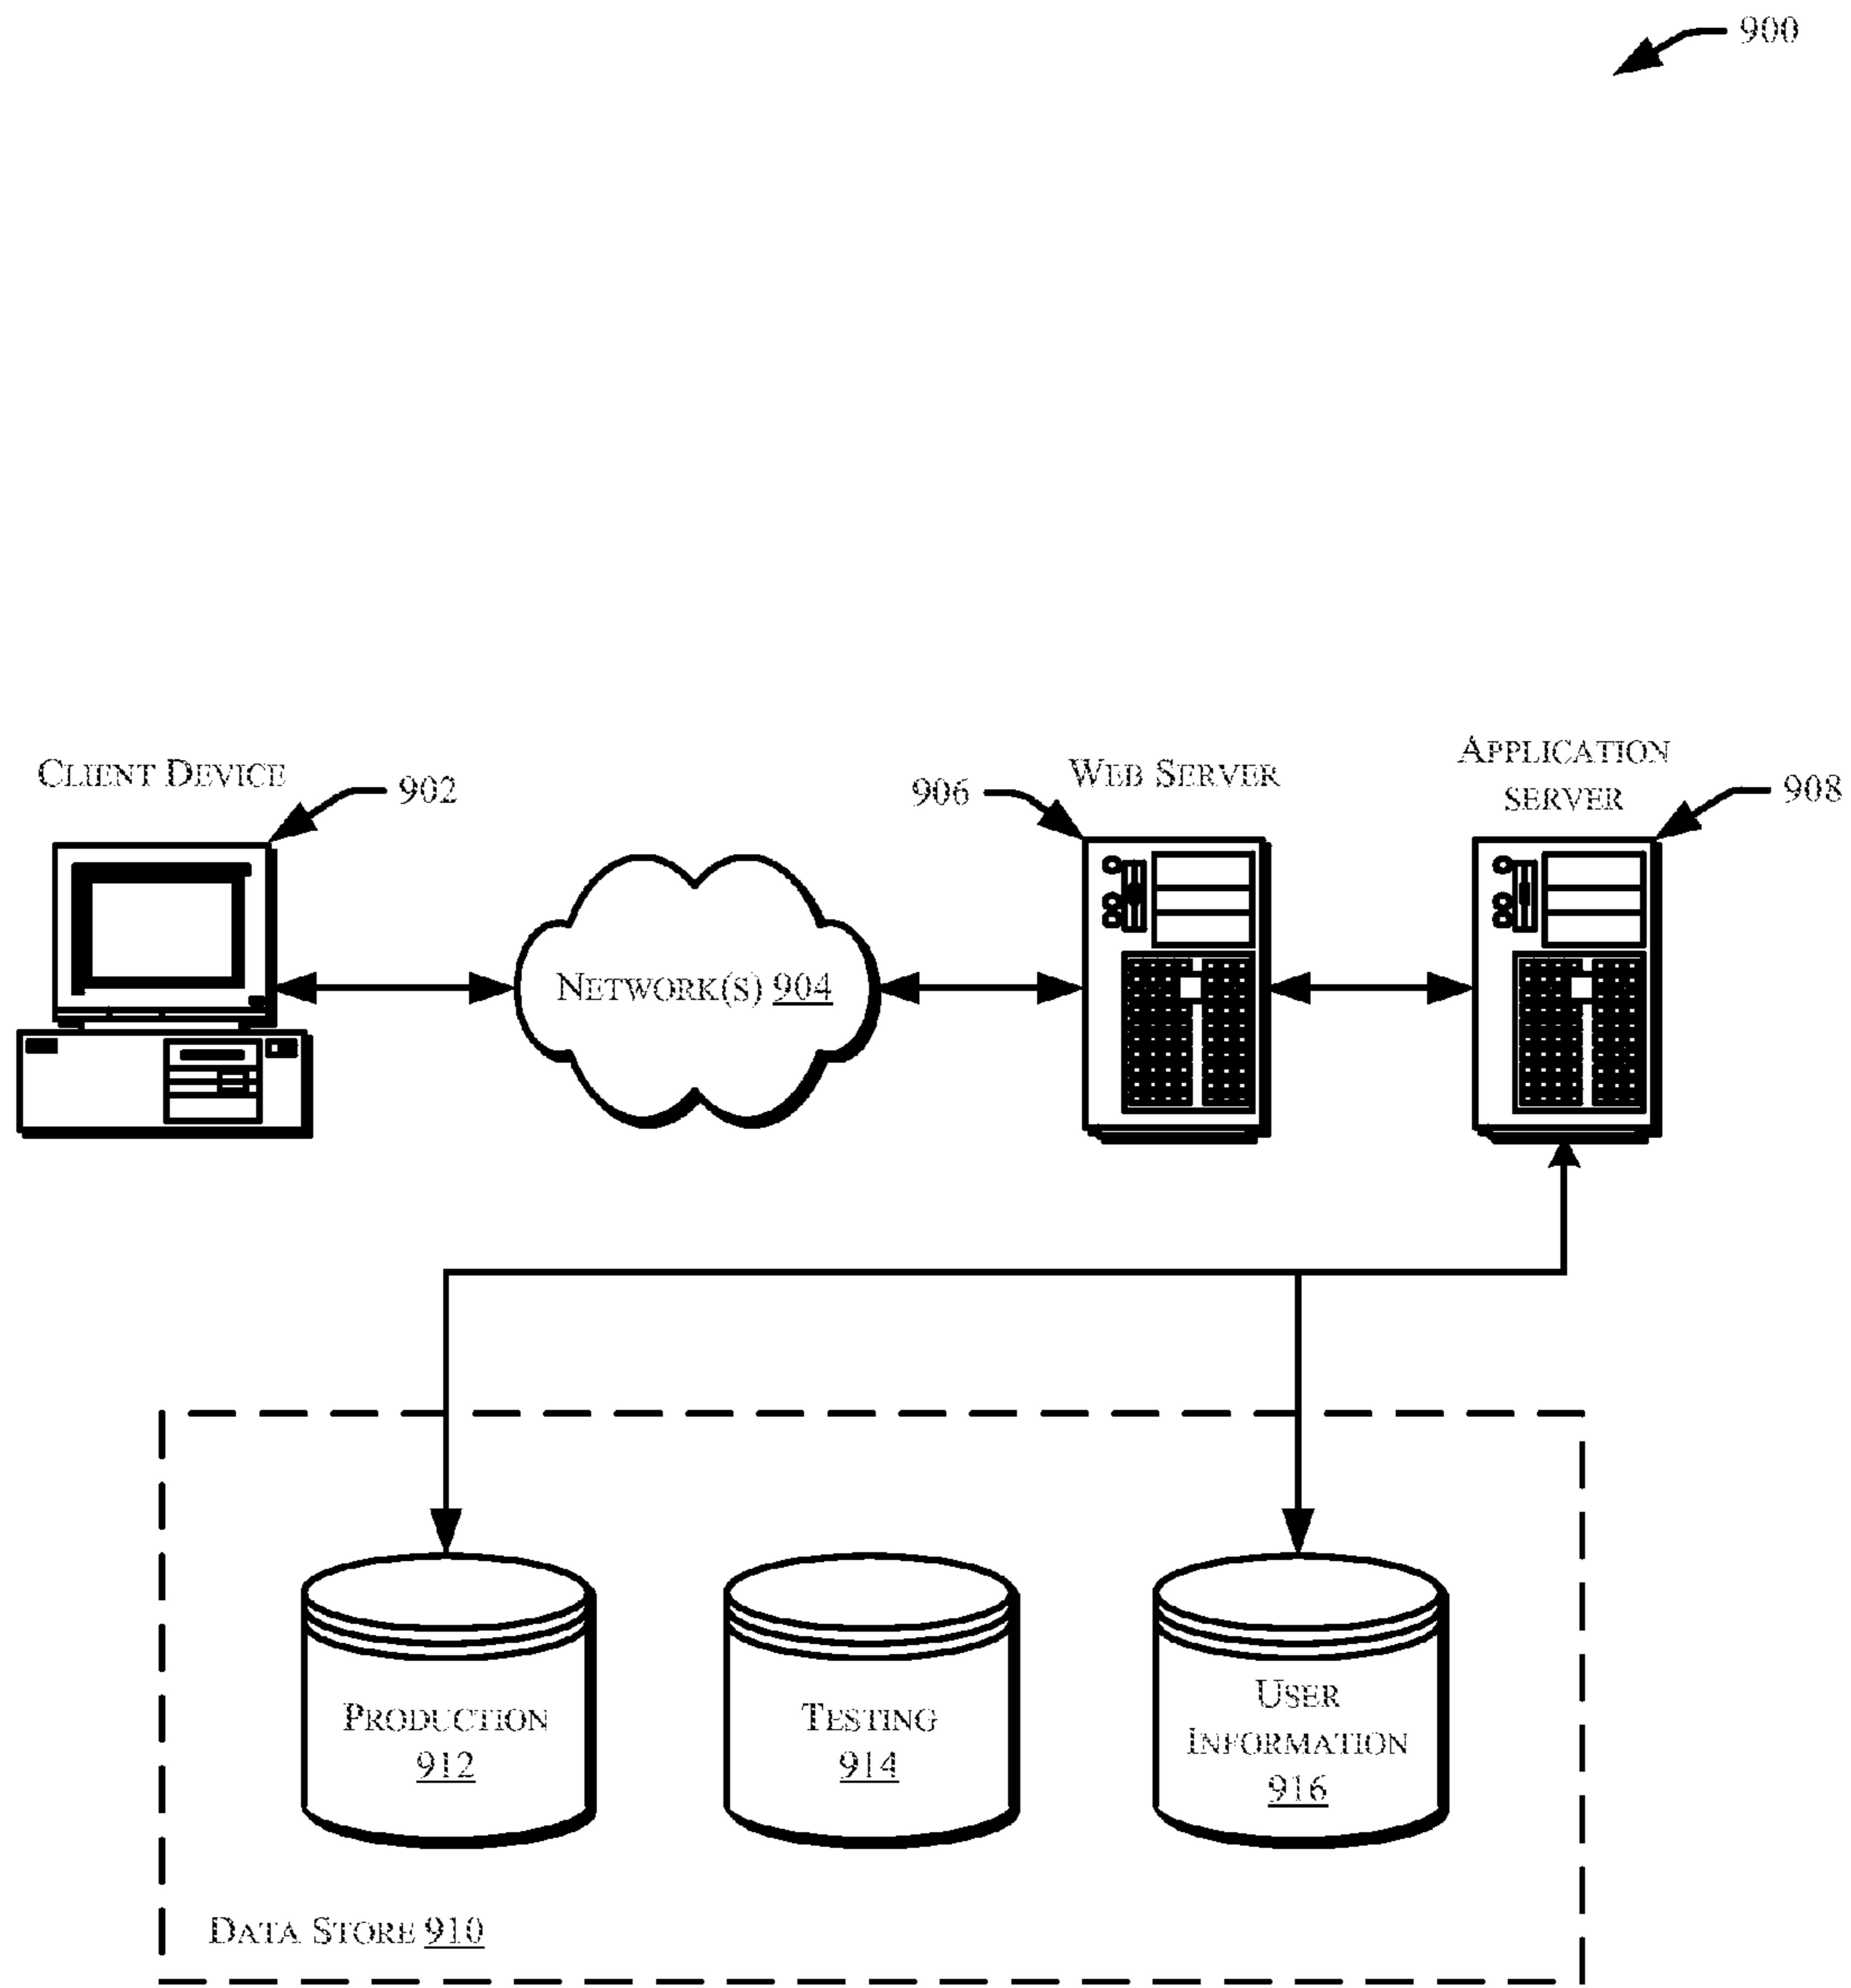 900
CLIENT DEVICE
902
906
WEB SERVER
APPLICATION
SERVER
908
NETWORK(S) 904
PRODUCTION
912
TESTING
914
USER
INFORMATION
916
DATA STORE 910